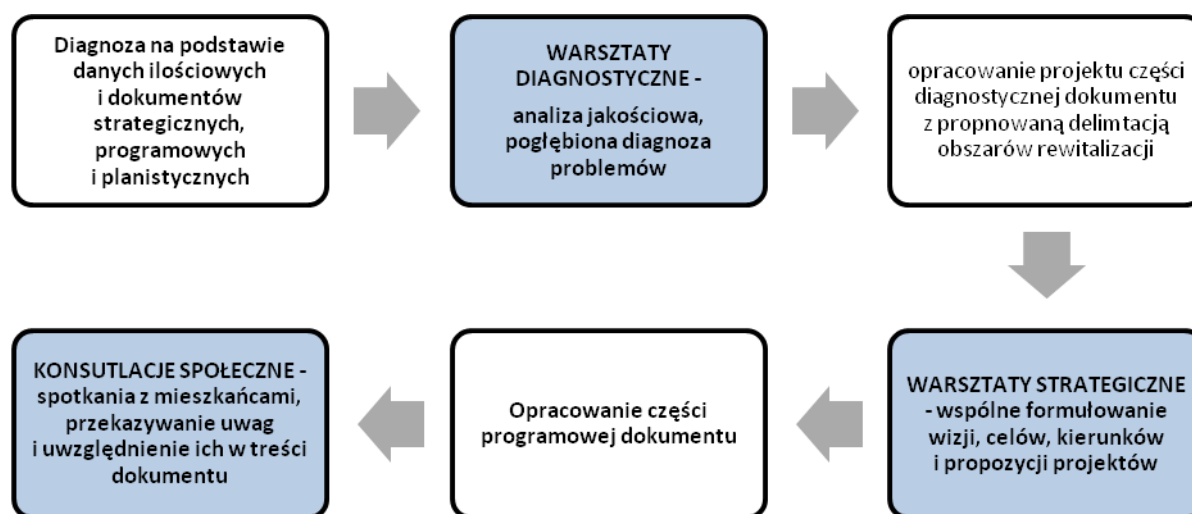 Diagnoza na podstawie
danych ilościowych
i dokumentów
strategicznych,
programowych
i planistycznych
WARSZTATY
DIAGNOSTYCZNE -
analiza jakościowa,
pogłębiona diagnoza
problemów
opracowanie projektu części
diagnostycznej dokumentu
z propnowaną delimtacją
obszarów rewitalizacji
WARSZTATY STRATEGICZNE
- wspólne formułowanie
wizji, celów, kierunków
i propozycji projektów
Opracowanie części
programowej dokumentu
KONSUTLACJE SPOŁECZNE -
spotkania z mieszkańcami,
przekazywanie uwag
i uwzględnienie ich w treści
dokumentu